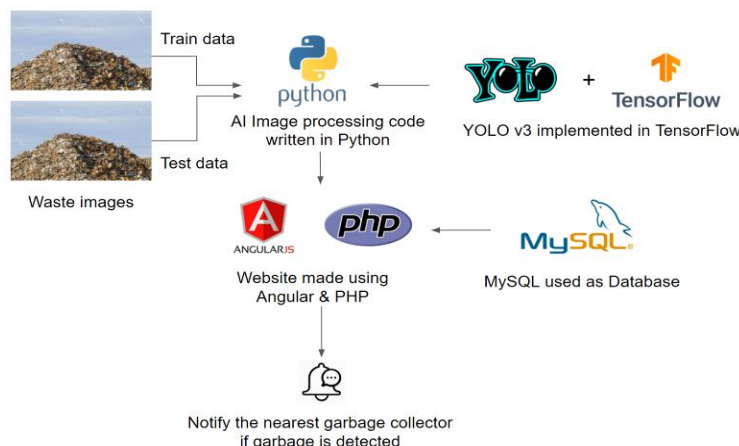 Train data
Test data
Waste images
python
AI Image processing code
written in Python
YOLO
+
TensorFlow
YOLO v3 implemented in TensorFlow
A
ANGULARJS
php
Website made using
Angular & PHP
MySQL
MySQL used as Database
Notify the nearest garbage collector
if garbage is detected